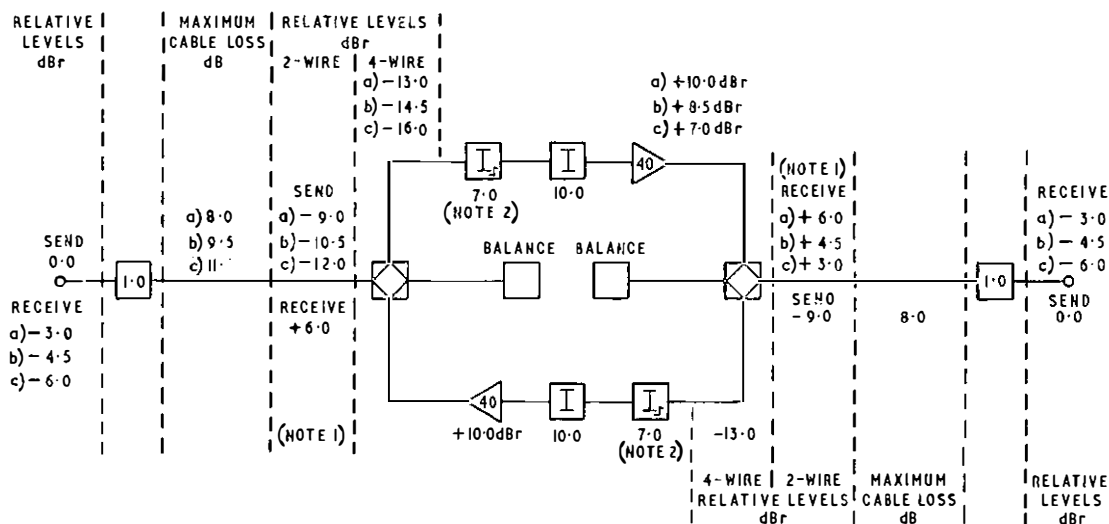 RELATIVE
LEVELS
dBr
MAXIMUM
CABLE LOSS
dB
RELATIVE LEVELS
dBr
2-WIRE
4-WIRE
a) -13.0
b) -14.5
c) -16.0
a) +10.0 dBr
b) +8.5 dBr
c) +7.0 dBr
7.0
(NOTE 2)
10.0
40
SEND
0.0
RECEIVE
a) -3.0
b) -4.5
c) -6.0
1.0
a) 8.0
b) 9.5
c) 11.
SEND
a) -9.0
b) -10.5
c) -12.0
RECEIVE
+6.0
(NOTE 1)
BALANCE
BALANCE
(NOTE 1)
RECEIVE
a) +6.0
b) +4.5
c) +3.0
SEND
-9.0
8.0
1.0
RECEIVE
a) -3.0
b) -4.5
c) -6.0
SEND
0.0
40
+10.0 dBr
10.0
7.0
(NOTE 2)
-13.0
4-WIRE
2-WIRE
RELATIVE LEVELS
dBr
MAXIMUM
CABLE LOSS
dB
RELATIVE
LEVELS
dBr